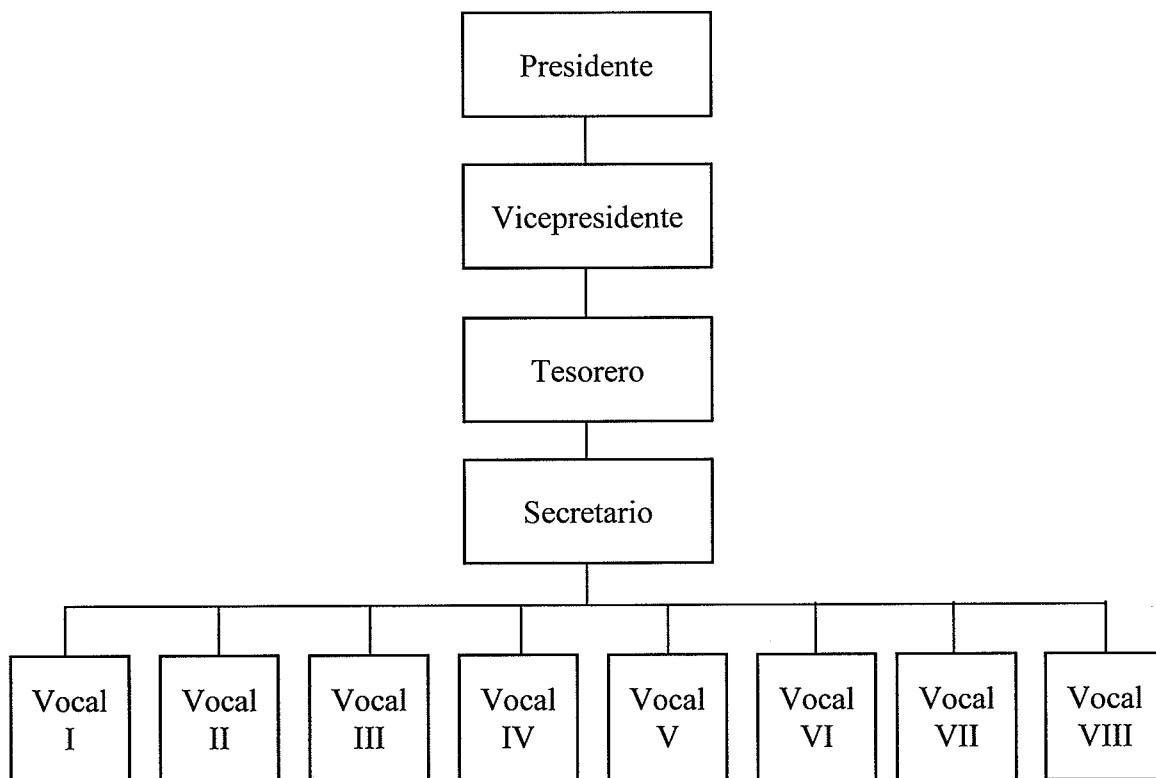 Presidente
Vicepresidente
Tesorero
Secretario
Vocal
I
Vocal
II
Vocal
III
Vocal
IV
Vocal
V
Vocal
VI
Vocal
VII
Vocal
VIII